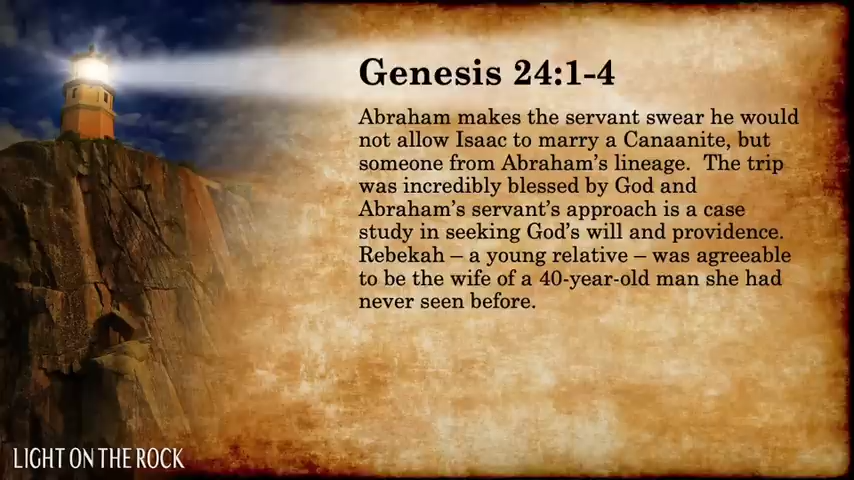 Genesis 24:1-4
Abraham makes the servant swear he would
not allow Isaac to marry a Canaanite, but
someone from Abraham’s lineage.  The trip
was incredibly blessed by God and
Abraham’s servant’s approach is a case
study in seeking God’s will and providence.
Rebekah – a young relative – was agreeable
to be the wife of a 40-year-old man she had
never seen before.
LIGHT ON THE ROCK